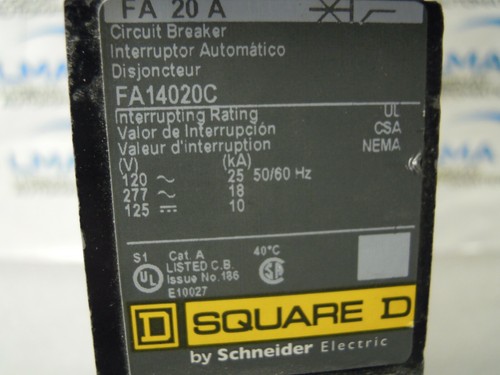 FA 20 A
Circuit Breaker
Interruptor Automático
Disjoncteur
FA14020C
Interrupting Rating UL
Valor de Interrupción CSA
Valeur d'interruption NEMA
(V) (kA)
120 ~ 25 50/60 Hz
277 ~ 18
125 ⎓ 10
S1 Cat. A 40°C
UL LISTED C.B. SA
Issue No. 186
E10027
D SQUARE D
by Schneider Electric